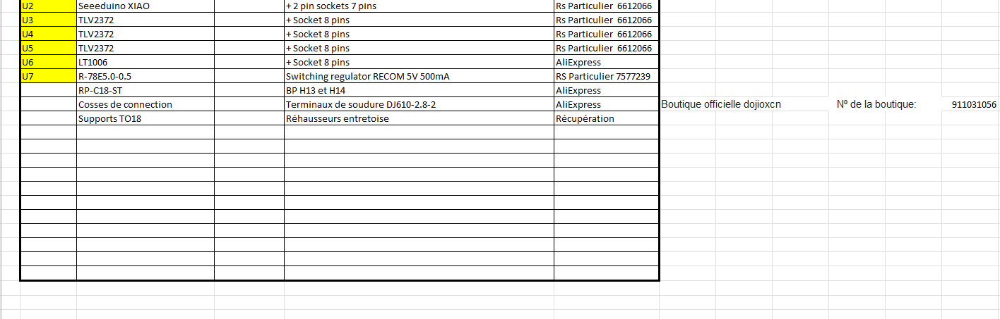 U2 Seeeduino XIAO + 2 pin sockets 7 pins Rs Particulier 6612066
U3 TLV2372 + Socket 8 pins Rs Particulier 6612066
U4 TLV2372 + Socket 8 pins Rs Particulier 6612066
U5 TLV2372 + Socket 8 pins Rs Particulier 6612066
U6 LT1006 + Socket 8 pins AliExpress
U7 R-78E5.0-0.5 Switching regulator RECOM 5V 500mA RS Particulier 7577239
RP-C18-ST BP H13 et H14 AliExpress
Cosses de connection Terminaux de soudure DJ610-2.8-2 AliExpress Boutique officielle dojioxcn Nº de la boutique: 911031056
Supports TO18 Réhausseurs entretoise Récupération